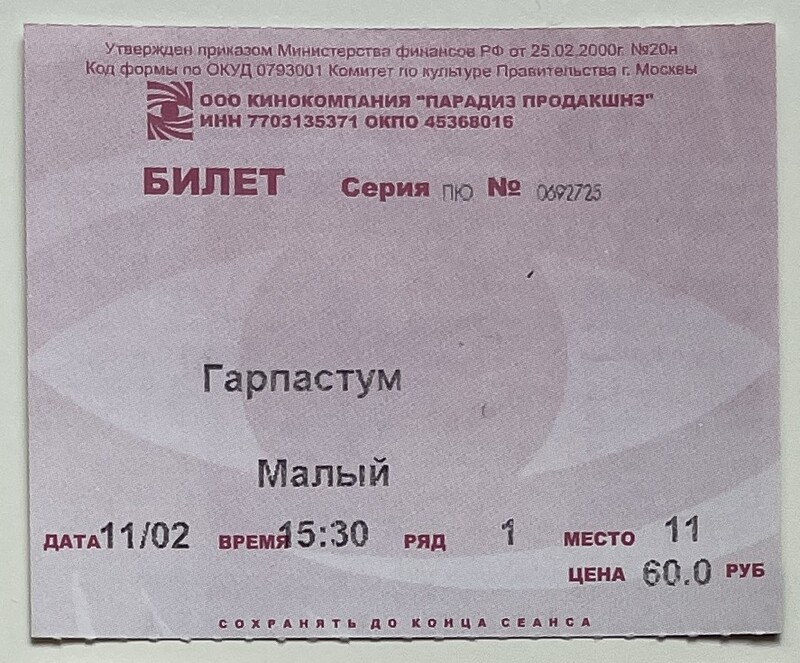 Утвержден приказом Министерства финансов РФ от 25.02.2000г. №20н
Код формы по ОКУД 0793001 Комитет по культуре Правительства г. Москвы
ООО КИНОКОМПАНИЯ "ПАРАДИЗ ПРОДАКШНЗ"
ИНН 7703135371 ОКПО 45368016
БИЛЕТ Серия ПЮ № 0692725
Гарпастум
Малый
ДАТА 11/02 ВРЕМЯ 15:30 РЯД 1 МЕСТО 11
ЦЕНА 60.0 РУБ
СОХРАНЯТЬ ДО КОНЦА СЕАНСА